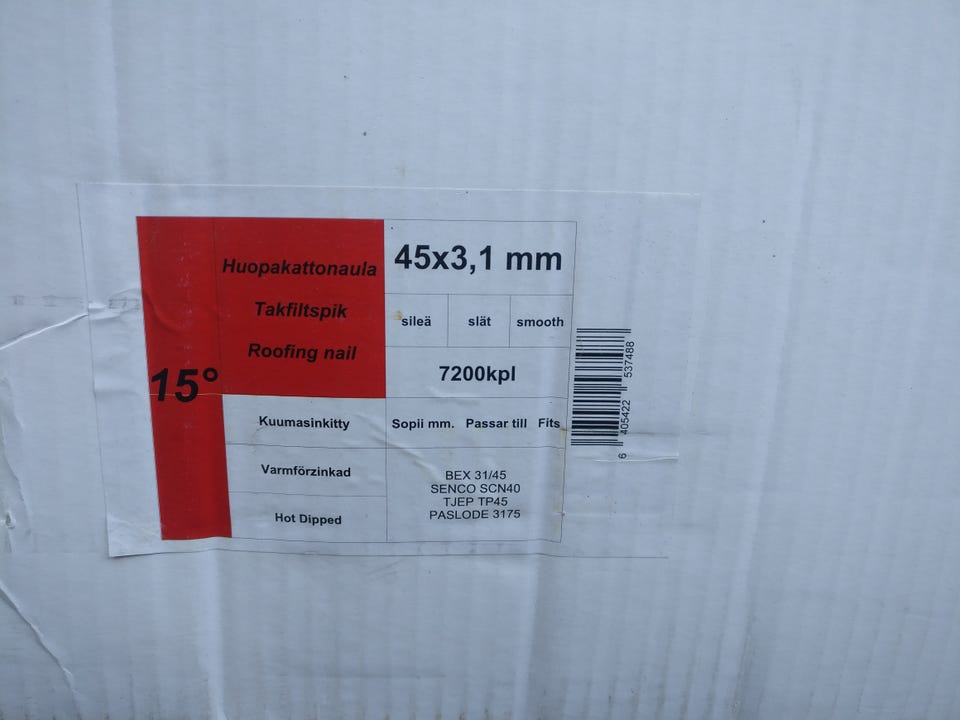 15°
Huopakattonaula
Takfiltspik
Roofing nail
45x3,1 mm
sileä slät smooth
7200kpl
Kuumasinkitty
Varmförzinkad
Hot Dipped
Sopii mm. Passar till Fits
BEX 31/45
SENCO SCN40
TJEP TP45
PASLODE 3175
6 405422 537488